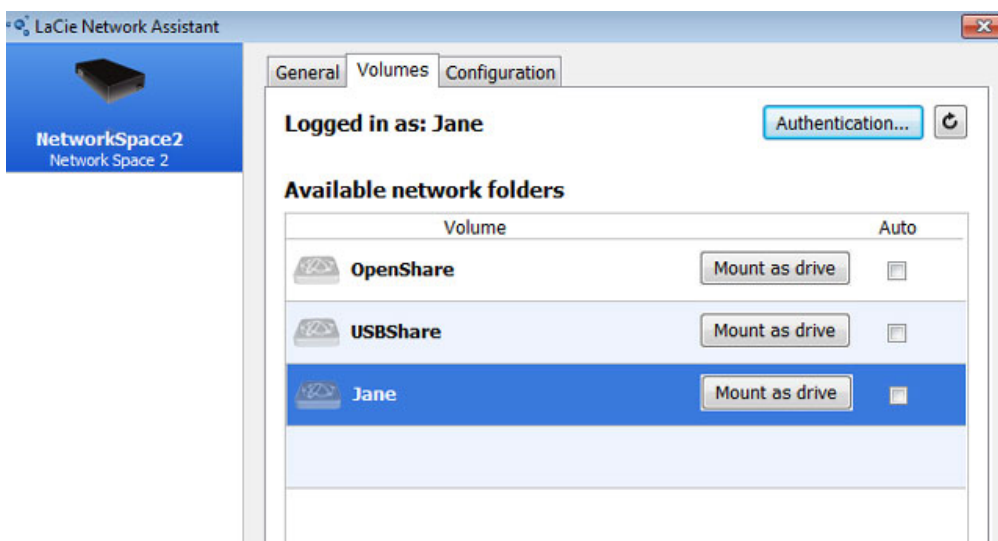 LaCie Network Assistant
NetworkSpace2
Network Space 2
General Volumes Configuration
Logged in as: Jane Authentication...
Available network folders
Volume Auto
OpenShare Mount as drive
USBShare Mount as drive
Jane Mount as drive